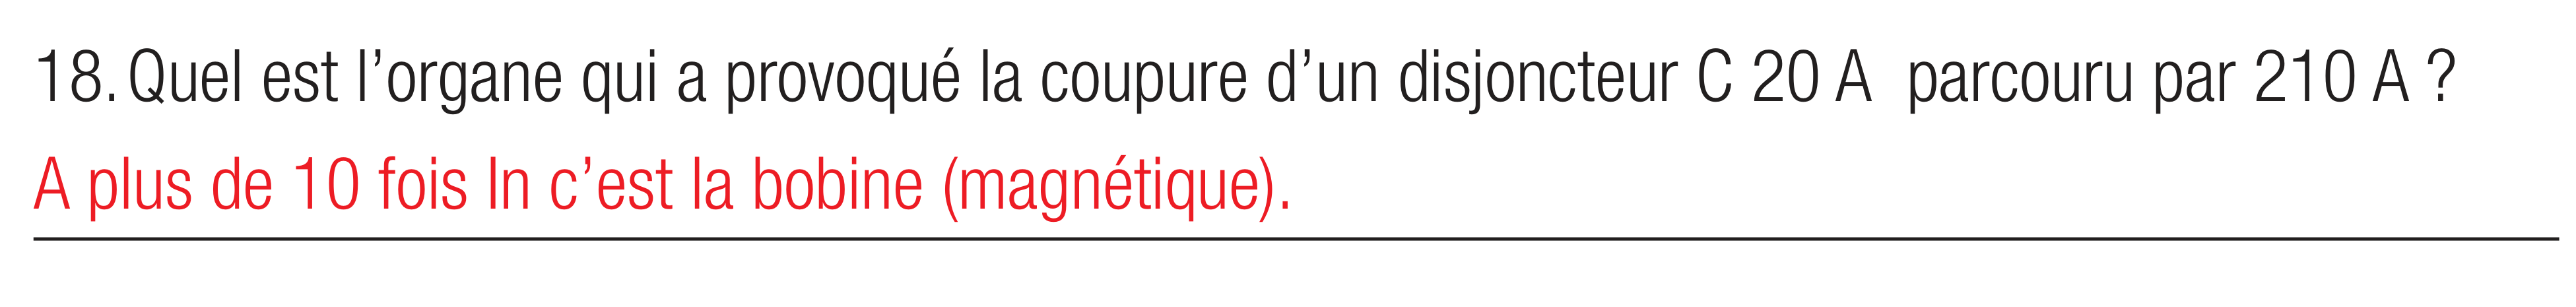 18. Quel est l’organe qui a provoqué la coupure d’un disjoncteur C 20 A parcouru par 210 A ?
A plus de 10 fois In c’est la bobine (magnétique).